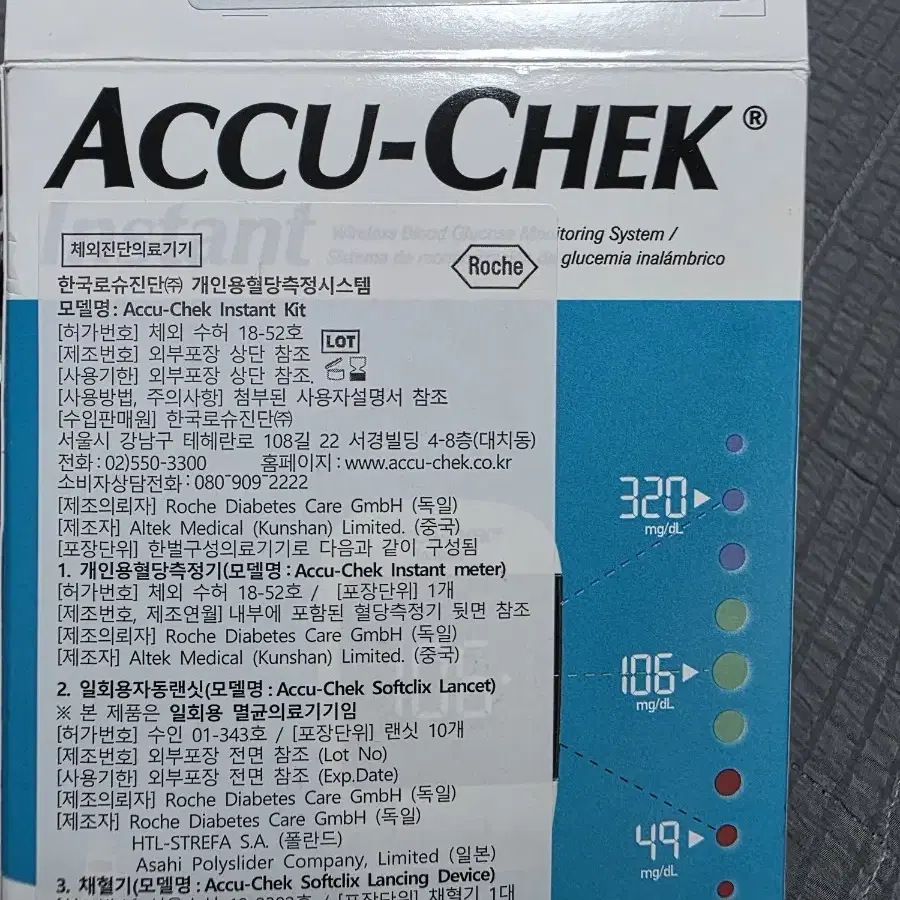 ACCU-CHEK®
Instant
Wireless Blood Glucose Monitoring System /
Sistema de monitoreo de glucemia inalámbrico
Roche
체외진단의료기기
한국로슈진단㈜ 개인용혈당측정시스템
모델명: Accu-Chek Instant Kit
[허가번호] 체외 수허 18-52호
[제조번호] 외부포장 상단 참조 LOT
[사용기한] 외부포장 상단 참조.
[사용방법, 주의사항] 첨부된 사용자설명서 참조
[수입판매원] 한국로슈진단㈜
서울시 강남구 테헤란로 108길 22 서경빌딩 4-8층(대치동)
전화:02)550-3300 홈페이지:www.accu-chek.co.kr
소비자상담전화:080-909-2222
[제조의뢰자] Roche Diabetes Care GmbH (독일)
[제조자] Altek Medical (Kunshan) Limited. (중국)
[포장단위] 한벌구성의료기기로 다음과 같이 구성됨
1. 개인용혈당측정기(모델명:Accu-Chek Instant meter)
[허가번호] 체외 수허 18-52호 / [포장단위] 1개
[제조번호, 제조연월] 내부에 포함된 혈당측정기 뒷면 참조
[제조의뢰자] Roche Diabetes Care GmbH (독일)
[제조자] Altek Medical (Kunshan) Limited. (중국)
2. 일회용자동랜싯(모델명:Accu-Chek Softclix Lancet)
※ 본 제품은 일회용 멸균의료기기임
[허가번호] 수인 01-343호 / [포장단위] 랜싯 10개
[제조번호] 외부포장 전면 참조 (Lot No)
[사용기한] 외부포장 전면 참조 (Exp.Date)
[제조의뢰자] Roche Diabetes Care GmbH (독일)
[제조자] Roche Diabetes Care GmbH (독일)
HTL-STREFA S.A. (폴란드)
Asahi Polyslider Company, Limited (일본)
3. 채혈기(모델명:Accu-Chek Softclix Lancing Device)
320
mg/dL
106
mg/dL
49
mg/dL